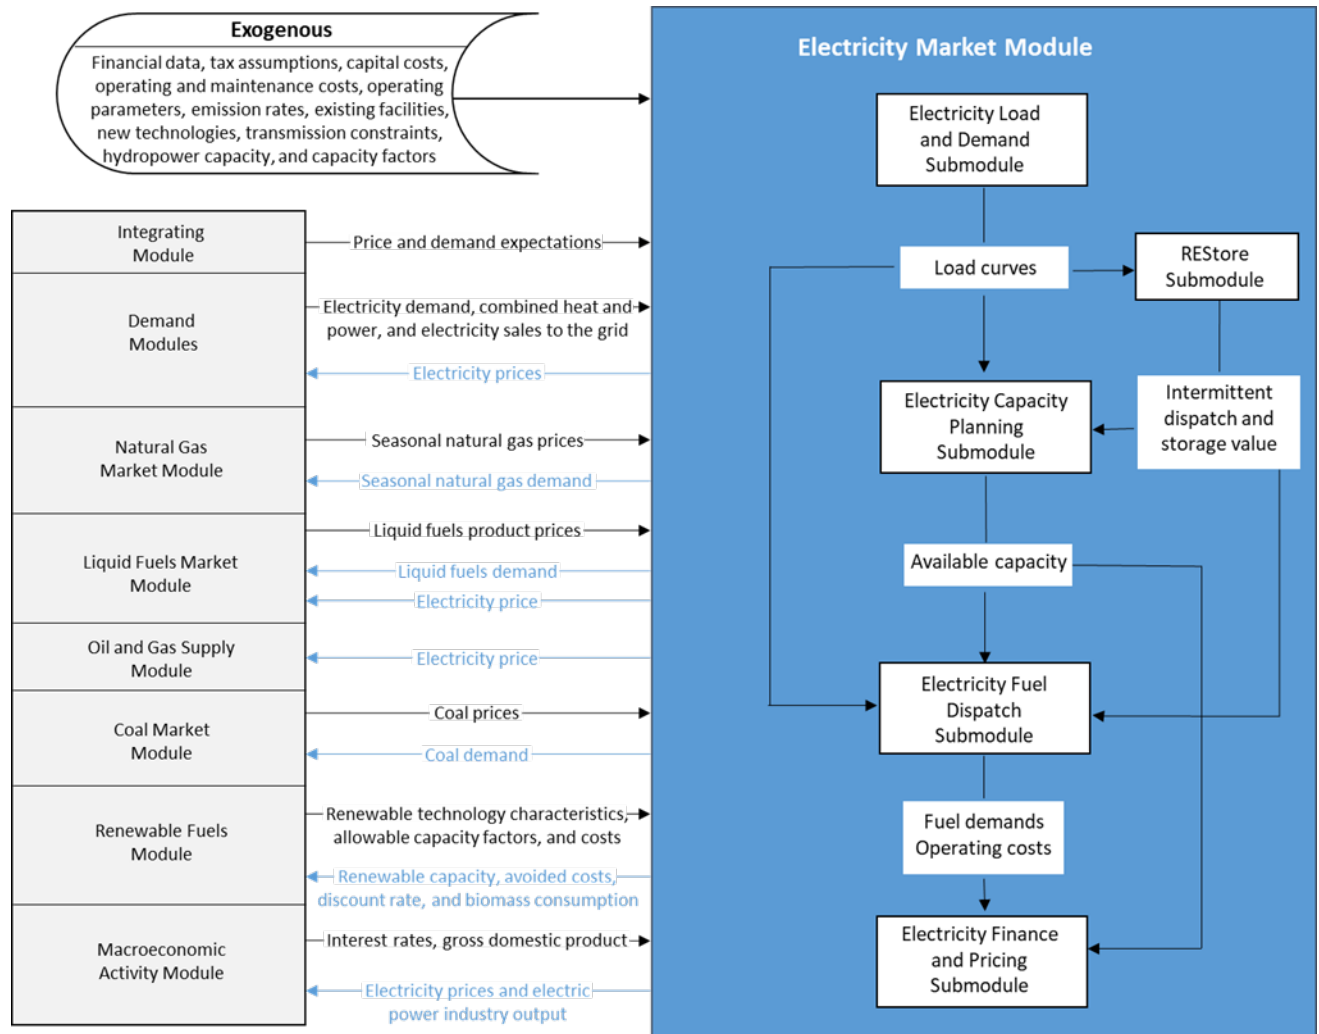 Exogenous
Financial data, tax assumptions, capital costs,
operating and maintenance costs, operating
parameters, emission rates, existing facilities,
new technologies, transmission constraints,
hydropower capacity, and capacity factors
Integrating
Module
Price and demand expectations
Demand
Modules
Electricity demand, combined heat and
power, and electricity sales to the grid
Electricity prices
Natural Gas
Market Module
Seasonal natural gas prices
Seasonal natural gas demand
Liquid Fuels Market
Module
Liquid fuels product prices
Liquid fuels demand
Electricity price
Oil and Gas Supply
Module
Electricity price
Coal Market
Module
Coal prices
Coal demand
Renewable Fuels
Module
Renewable technology characteristics,
allowable capacity factors, and costs
Renewable capacity, avoided costs,
discount rate, and biomass consumption
Macroeconomic
Activity Module
Interest rates, gross domestic product
Electricity prices and electric
power industry output
Electricity Market Module
Electricity Load
and Demand
Submodule
Load curves
REStore
Submodule
Electricity Capacity
Planning
Submodule
Intermittent
dispatch and
storage value
Available capacity
Electricity Fuel
Dispatch
Submodule
Fuel demands
Operating costs
Electricity Finance
and Pricing
Submodule